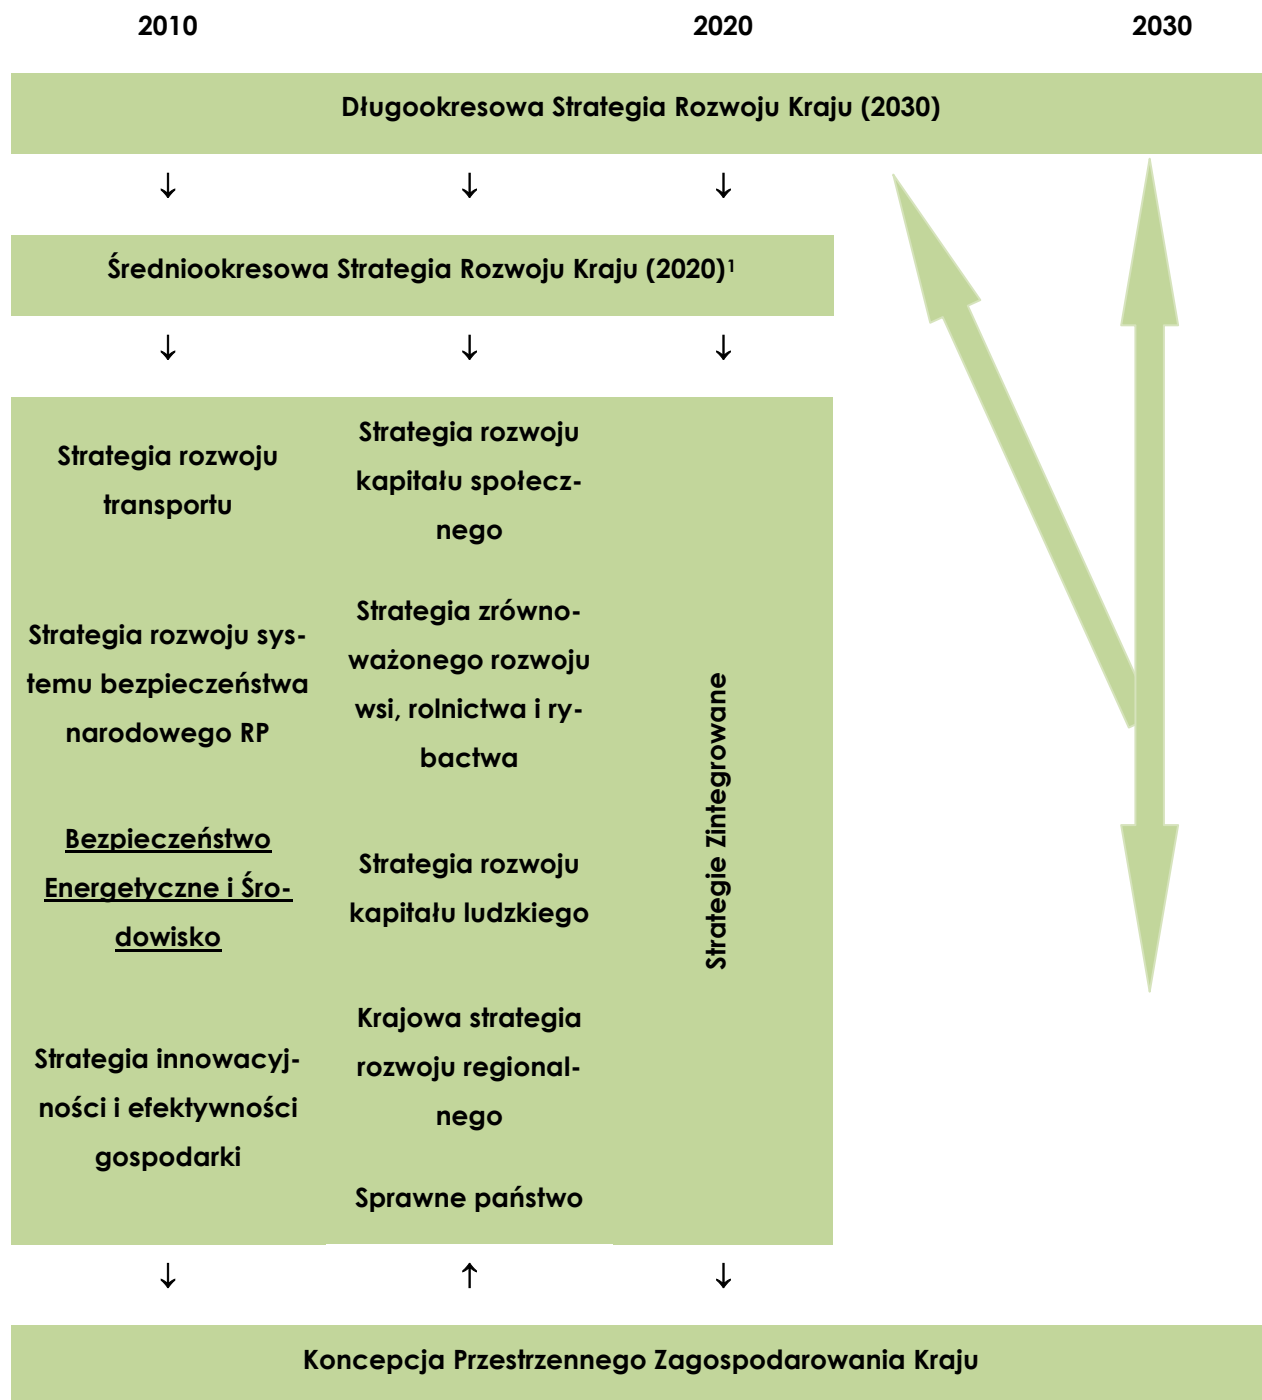 2010 2020 2030
Długookresowa Strategia Rozwoju Kraju (2030)
↓ ↓ ↓
Średniookresowa Strategia Rozwoju Kraju (2020)¹
↓ ↓ ↓
Strategia rozwoju
transportu
Strategia rozwoju
kapitału społecz-
nego
Strategia rozwoju sys-
temu bezpieczeństwa
narodowego RP
Strategia zrówno-
ważonego rozwoju
wsi, rolnictwa i ry-
bactwa
Bezpieczeństwo
Energetyczne i Śro-
dowisko
Strategia rozwoju
kapitału ludzkiego
Strategia innowacyj-
ności i efektywności
gospodarki
Krajowa strategia
rozwoju regional-
nego
Sprawne państwo
Strategie Zintegrowane
↓ ↑ ↓
Koncepcja Przestrzennego Zagospodarowania Kraju